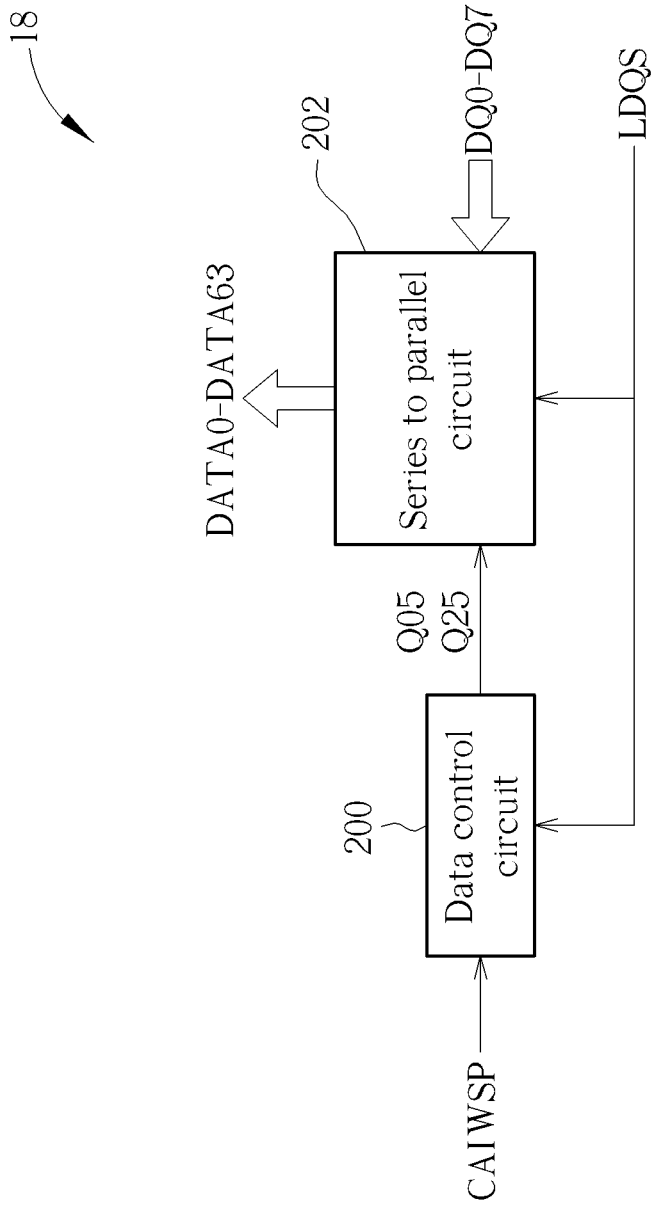 18
DATA0-DATA63
202
DQ0-DQ7
Series to parallel
circuit
Q05
Q25
200
Data control
circuit
CAIWSP
LDQS